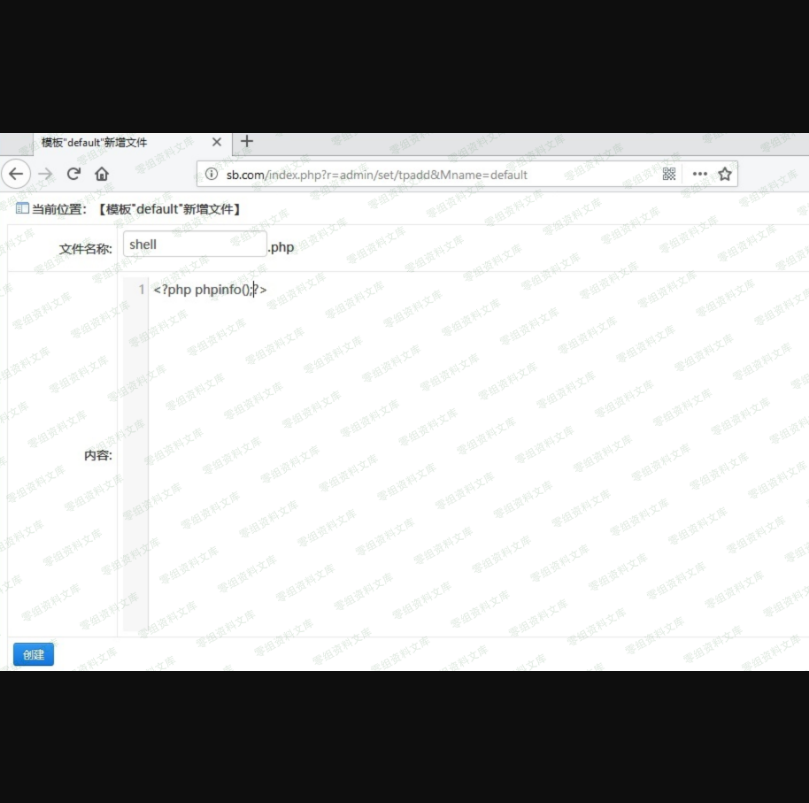 模板"default"新增文件
sb.com/index.php?r=admin/set/tpadd&Mname=default
当前位置: 【模板"default"新增文件】
文件名称: shell .php
1 <?php phpinfo();?>
内容:
创建
零组资料文库